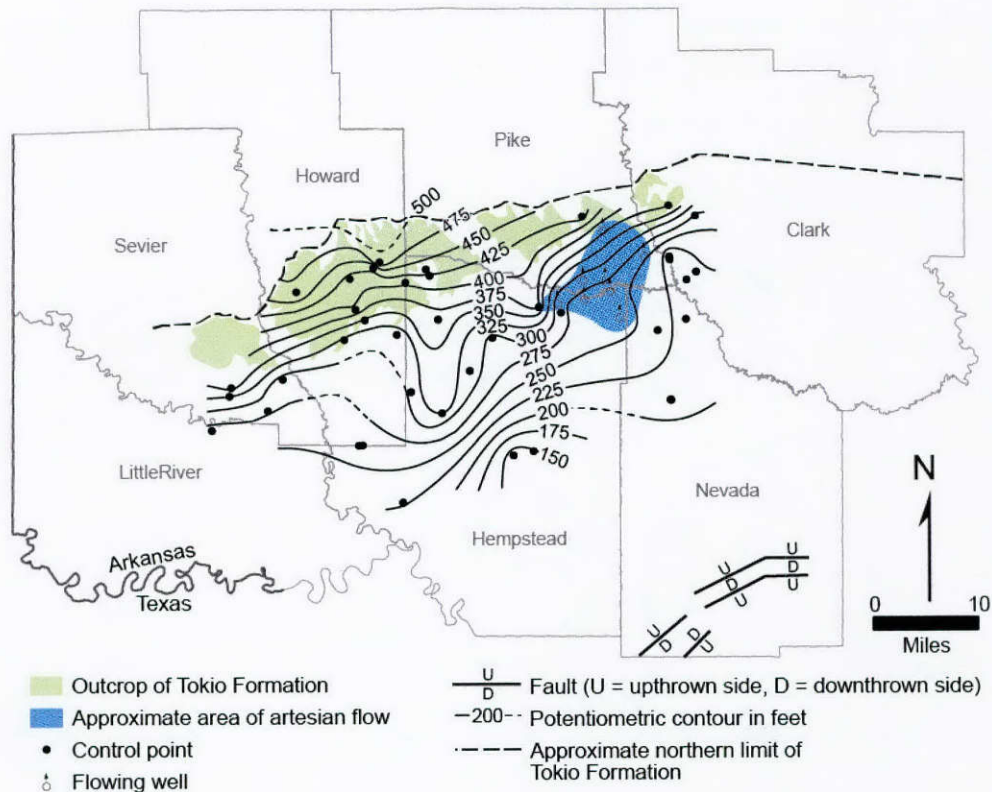 Pike
Howard
Sevier
Clark
500
475
450
425
400
375
350
325
300
275
250
225
200
175
150
LittleRiver
Nevada
Hempstead
Arkansas
Texas
N
U
D
U
U
D
U
D
U
U
D
D
U
0 10
Miles
Outcrop of Tokio Formation
Approximate area of artesian flow
Control point
Flowing well
U
D
Fault (U = upthrown side, D = downthrown side)
200
Potentiometric contour in feet
Approximate northern limit of
Tokio Formation